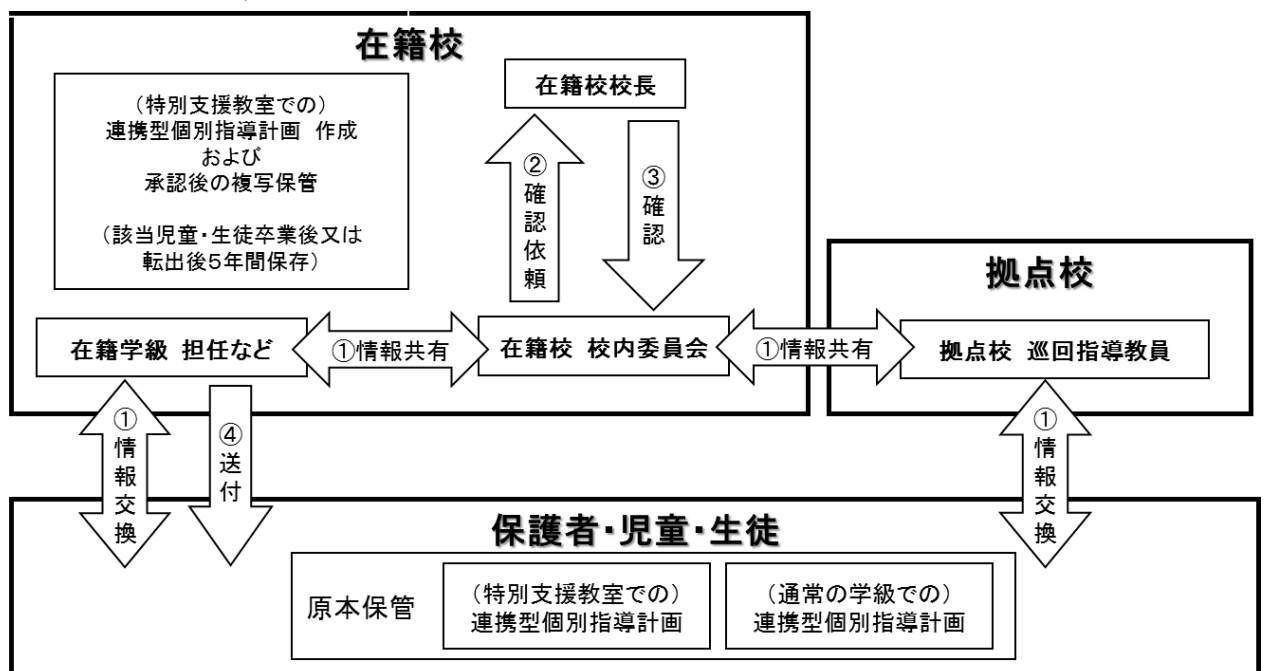 在籍校
(特別支援教室での)
連携型個別指導計画 作成
および
承認後の複写保管
(該当児童・生徒卒業後又は
転出後5年間保存)
在籍校校長
②確認依頼
③確認
在籍学級 担任など
①情報共有
在籍校 校内委員会
①情報共有
拠点校
拠点校 巡回指導教員
①情報交換
④送付
①情報交換
保護者・児童・生徒
原本保管
(特別支援教室での)
連携型個別指導計画
(通常の学級での)
連携型個別指導計画